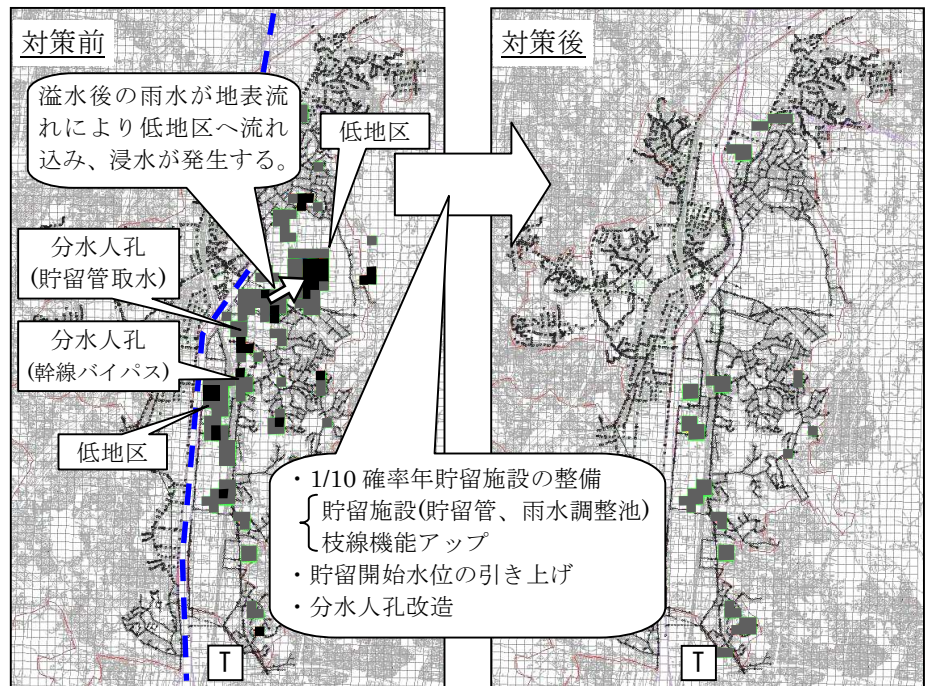 対策前
溢水後の雨水が地表流
れにより低地区へ流れ
込み、浸水が発生する。
低地区
分水人孔
(貯留管取水)
分水人孔
(幹線バイパス)
低地区
T
対策後
・1/10 確率年貯留施設の整備
貯留施設(貯留管、雨水調整池)
枝線機能アップ
・貯留開始水位の引き上げ
・分水人孔改造
T